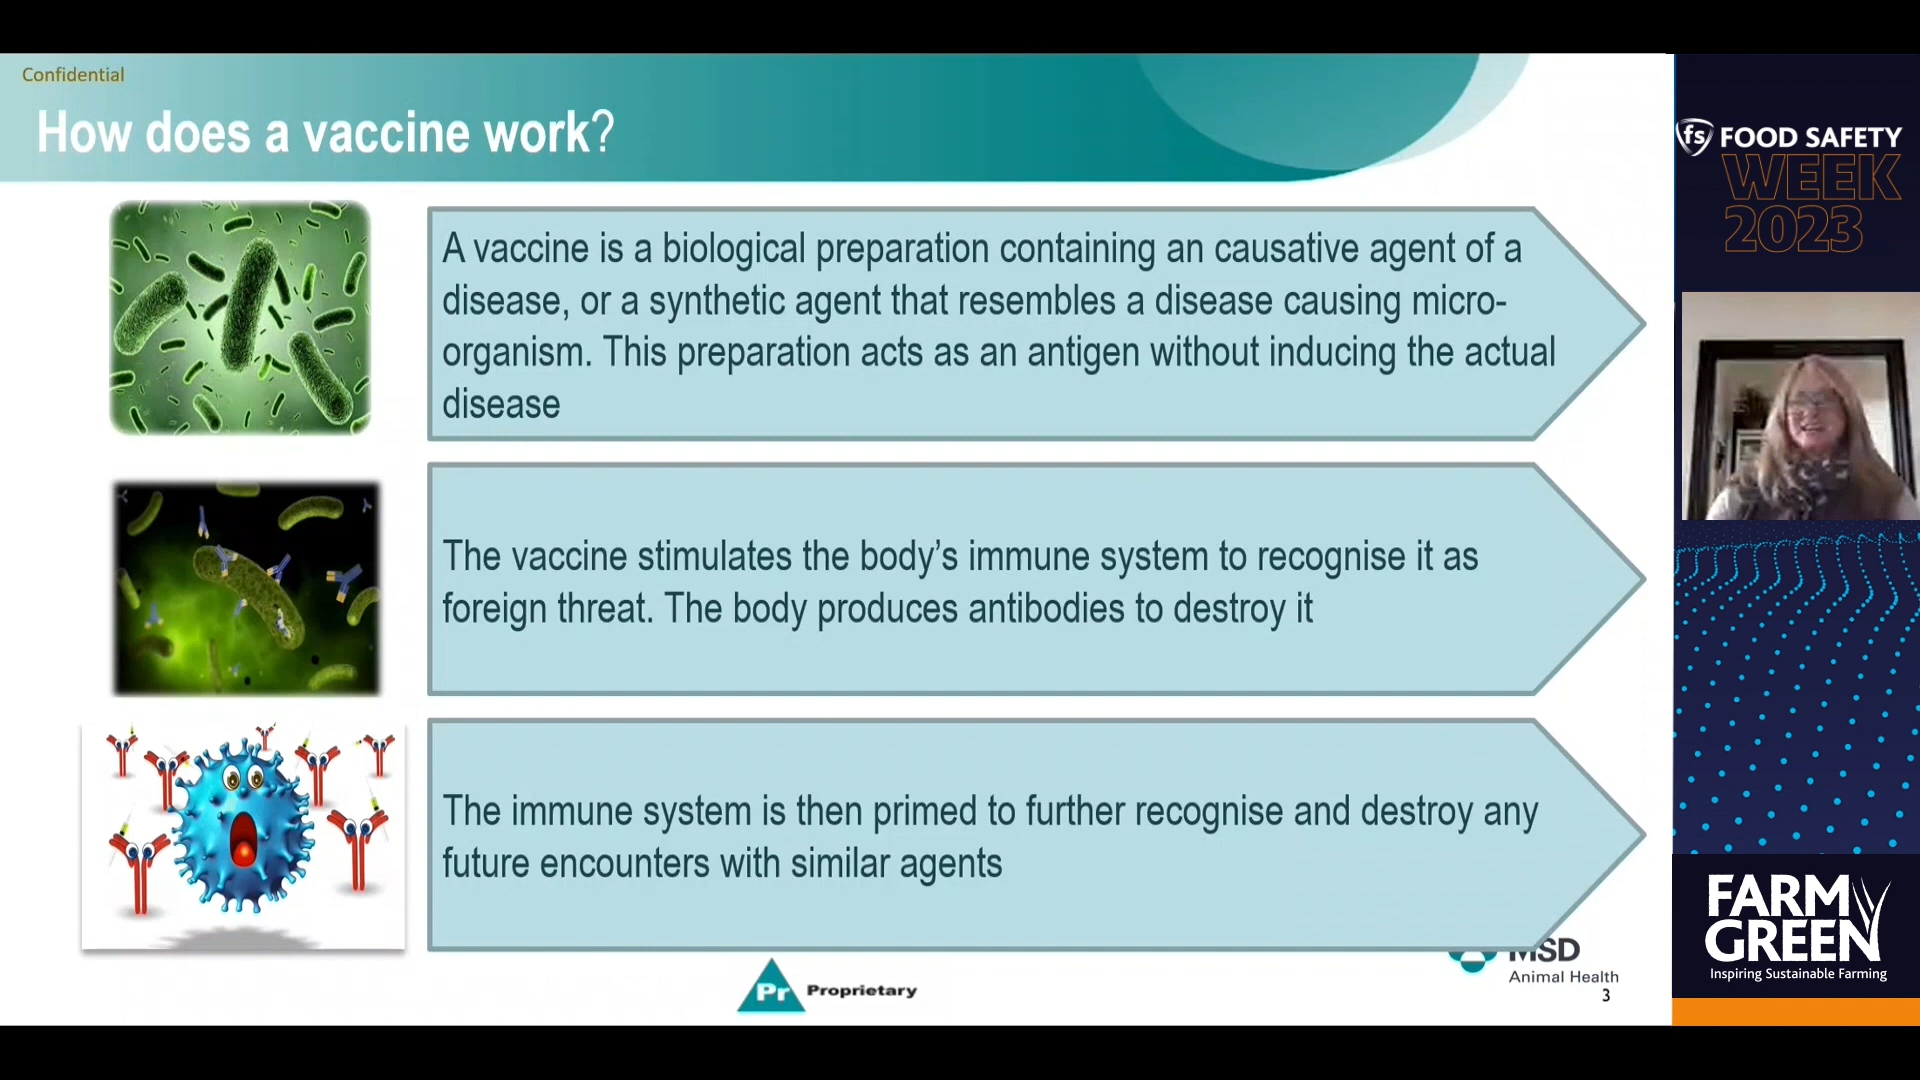 Confidential
How does a vaccine work?
A vaccine is a biological preparation containing an causative agent of a
disease, or a synthetic agent that resembles a disease causing micro-
organism. This preparation acts as an antigen without inducing the actual
disease
The vaccine stimulates the body’s immune system to recognise it as
foreign threat. The body produces antibodies to destroy it
The immune system is then primed to further recognise and destroy any
future encounters with similar agents
Pr Proprietary
MSD
Animal Health
3
fs FOOD SAFETY
WEEK
2023
FARM
GREEN
Inspiring Sustainable Farming